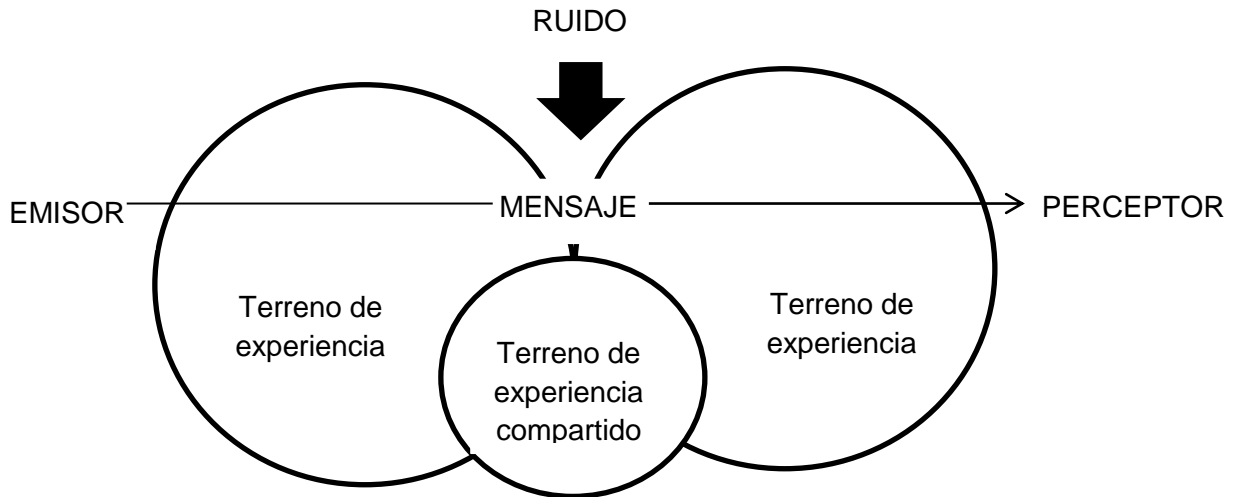 RUIDO
EMISOR
MENSAJE
PERCEPTOR
Terreno de
experiencia
Terreno de
experiencia
compartido
Terreno de
experiencia